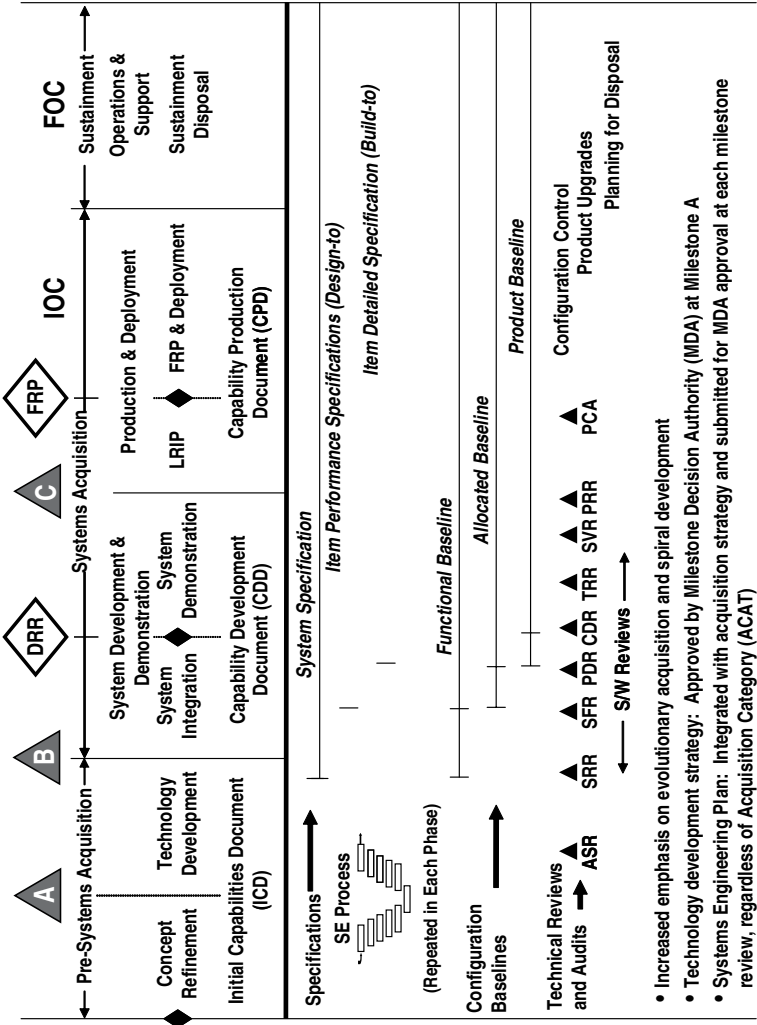 A
B
DRR
C
FRP
IOC
FOC
Pre-Systems Acquisition
Systems Acquisition
Sustainment
Concept
Refinement
Technology
Development
Initial Capabilities Document
(ICD)
System Development &
Demonstration
System
Integration
System
Demonstration
Capability Development
Document (CDD)
Production & Deployment
LRIP
FRP & Deployment
Capability Production
Document (CPD)
Operations &
Support
Sustainment
Disposal
Specifications
System Specification
Item Performance Specifications (Design-to)
Item Detailed Specification (Build-to)
SE Process
(Repeated in Each Phase)
Configuration
Baselines
Functional Baseline
Allocated Baseline
Product Baseline
Technical Reviews
and Audits
ASR
SRR
SFR
PDR
CDR
TRR
SVR
PRR
PCA
S/W Reviews
Configuration Control
Product Upgrades
Planning for Disposal
• Increased emphasis on evolutionary acquisition and spiral development
• Technology development strategy: Approved by Milestone Decision Authority (MDA) at Milestone A
• Systems Engineering Plan: Integrated with acquisition strategy and submitted for MDA approval at each milestone
review, regardless of Acquisition Category (ACAT)